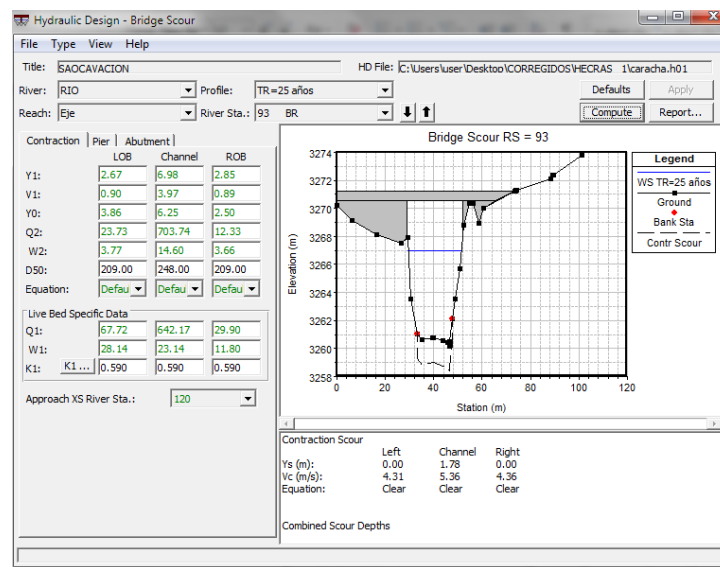 Hydraulic Design - Bridge Scour
File Type View Help
Title: SAOCAVACION HD File: C:\Users\user\Desktop\CORREGIDOS\HECRAS 1\caracha.h01
River: RIO Profile: TR=25 años Defaults Apply
Reach: Eje River Sta.: 93 BR Compute Report...
Contraction Pier Abutment
LOB Channel ROB
Y1: 2.67 6.98 2.85
V1: 0.90 3.97 0.89
Y0: 3.86 6.25 2.50
Q2: 23.73 703.74 12.33
W2: 3.77 14.60 3.66
D50: 209.00 248.00 209.00
Equation: Defau Defau Defau
Live Bed Specific Data
Q1: 67.72 642.17 29.90
W1: 28.14 23.14 11.80
K1: K1 ... 0.590 0.590 0.590
Approach XS River Sta.: 120
Bridge Scour RS = 93
3274
3272
3270
3268
3266
3264
3262
3260
3258
Elevation (m)
0 20 40 60 80 100 120
Station (m)
Legend
WS TR=25 años
Ground
Bank Sta
Contr Scour
Contraction Scour
Left Channel Right
Ys (m): 0.00 1.78 0.00
Vc (m/s): 4.31 5.36 4.36
Equation: Clear Clear Clear
Combined Scour Depths